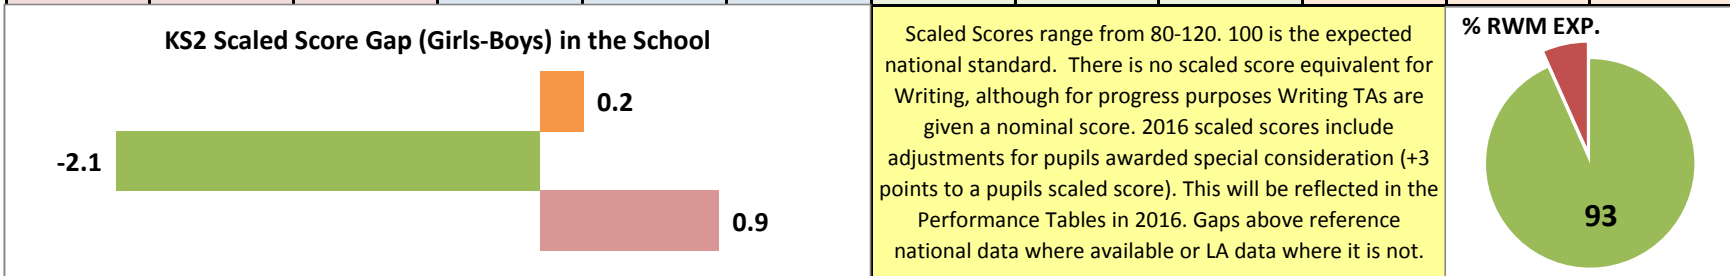 KS2 Scaled Score Gap (Girls-Boys) in the School
0.2
-2.1
0.9
Scaled Scores range from 80-120. 100 is the expected
national standard.  There is no scaled score equivalent for
Writing, although for progress purposes Writing TAs are
given a nominal score. 2016 scaled scores include
adjustments for pupils awarded special consideration (+3
points to a pupils scaled score). This will be reflected in the
Performance Tables in 2016. Gaps above reference
national data where available or LA data where it is not.
% RWM EXP.
93